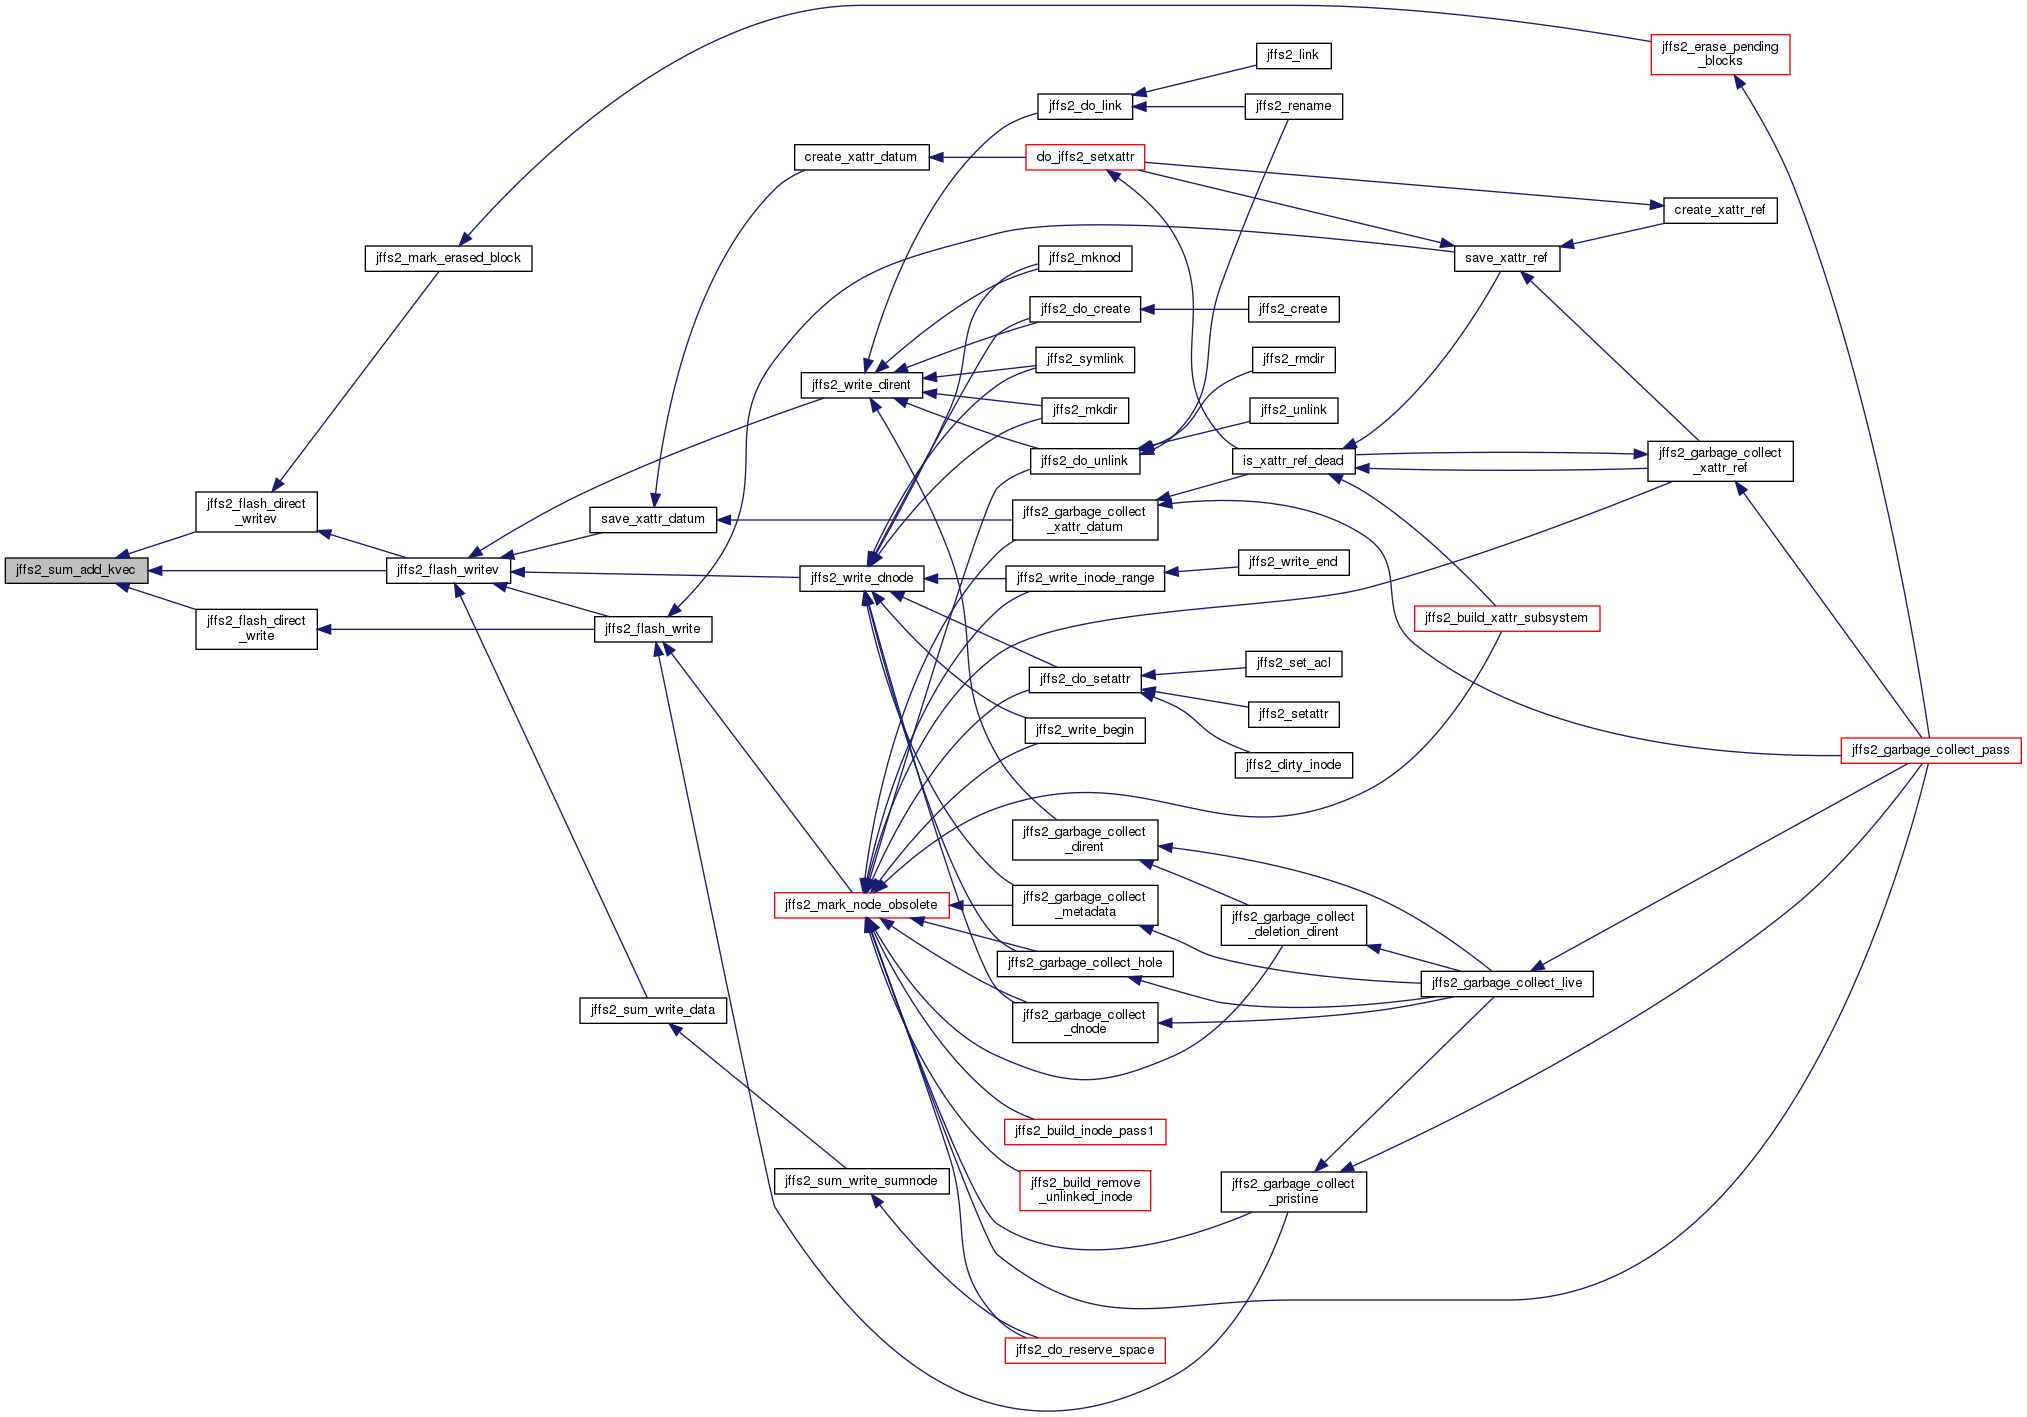 jffs2_sum_add_kvec
jffs2_flash_direct
_writev
jffs2_flash_direct
_write
jffs2_mark_erased_block
jffs2_flash_writev
save_xattr_datum
jffs2_flash_write
jffs2_sum_write_data
create_xattr_datum
jffs2_write_dirent
jffs2_write_dnode
jffs2_mark_node_obsolete
jffs2_sum_write_sumnode
jffs2_do_link
do_jffs2_setxattr
jffs2_mknod
jffs2_do_create
jffs2_symlink
jffs2_mkdir
jffs2_do_unlink
jffs2_garbage_collect
_xattr_datum
jffs2_write_inode_range
jffs2_do_setattr
jffs2_write_begin
jffs2_garbage_collect
_dirent
jffs2_garbage_collect
_metadata
jffs2_garbage_collect_hole
jffs2_garbage_collect
_dnode
jffs2_build_inode_pass1
jffs2_build_remove
_unlinked_inode
jffs2_do_reserve_space
jffs2_link
jffs2_rename
jffs2_create
jffs2_rmdir
jffs2_unlink
is_xattr_ref_dead
jffs2_write_end
jffs2_set_acl
jffs2_setattr
jffs2_dirty_inode
jffs2_garbage_collect
_deletion_dirent
jffs2_garbage_collect
_pristine
save_xattr_ref
jffs2_build_xattr_subsystem
jffs2_garbage_collect_live
jffs2_erase_pending
_blocks
create_xattr_ref
jffs2_garbage_collect
_xattr_ref
jffs2_garbage_collect_pass